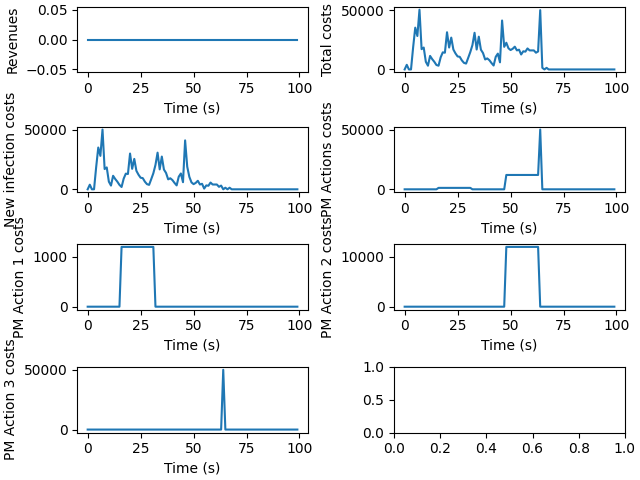 Revenues
0.05
0.00
−0.05
0 25 50 75 100
Time (s)
Total costs
50000
0
0 25 50 75 100
Time (s)
New infection costs
50000
0
0 25 50 75 100
Time (s)
PM Actions costs
50000
0
0 25 50 75 100
Time (s)
PM Action 1 costs
1000
0
0 25 50 75 100
Time (s)
PM Action 2 costs
10000
0
0 25 50 75 100
Time (s)
PM Action 3 costs
50000
0
0 25 50 75 100
Time (s)
1.0
0.5
0.0
0.0 0.2 0.4 0.6 0.8 1.0